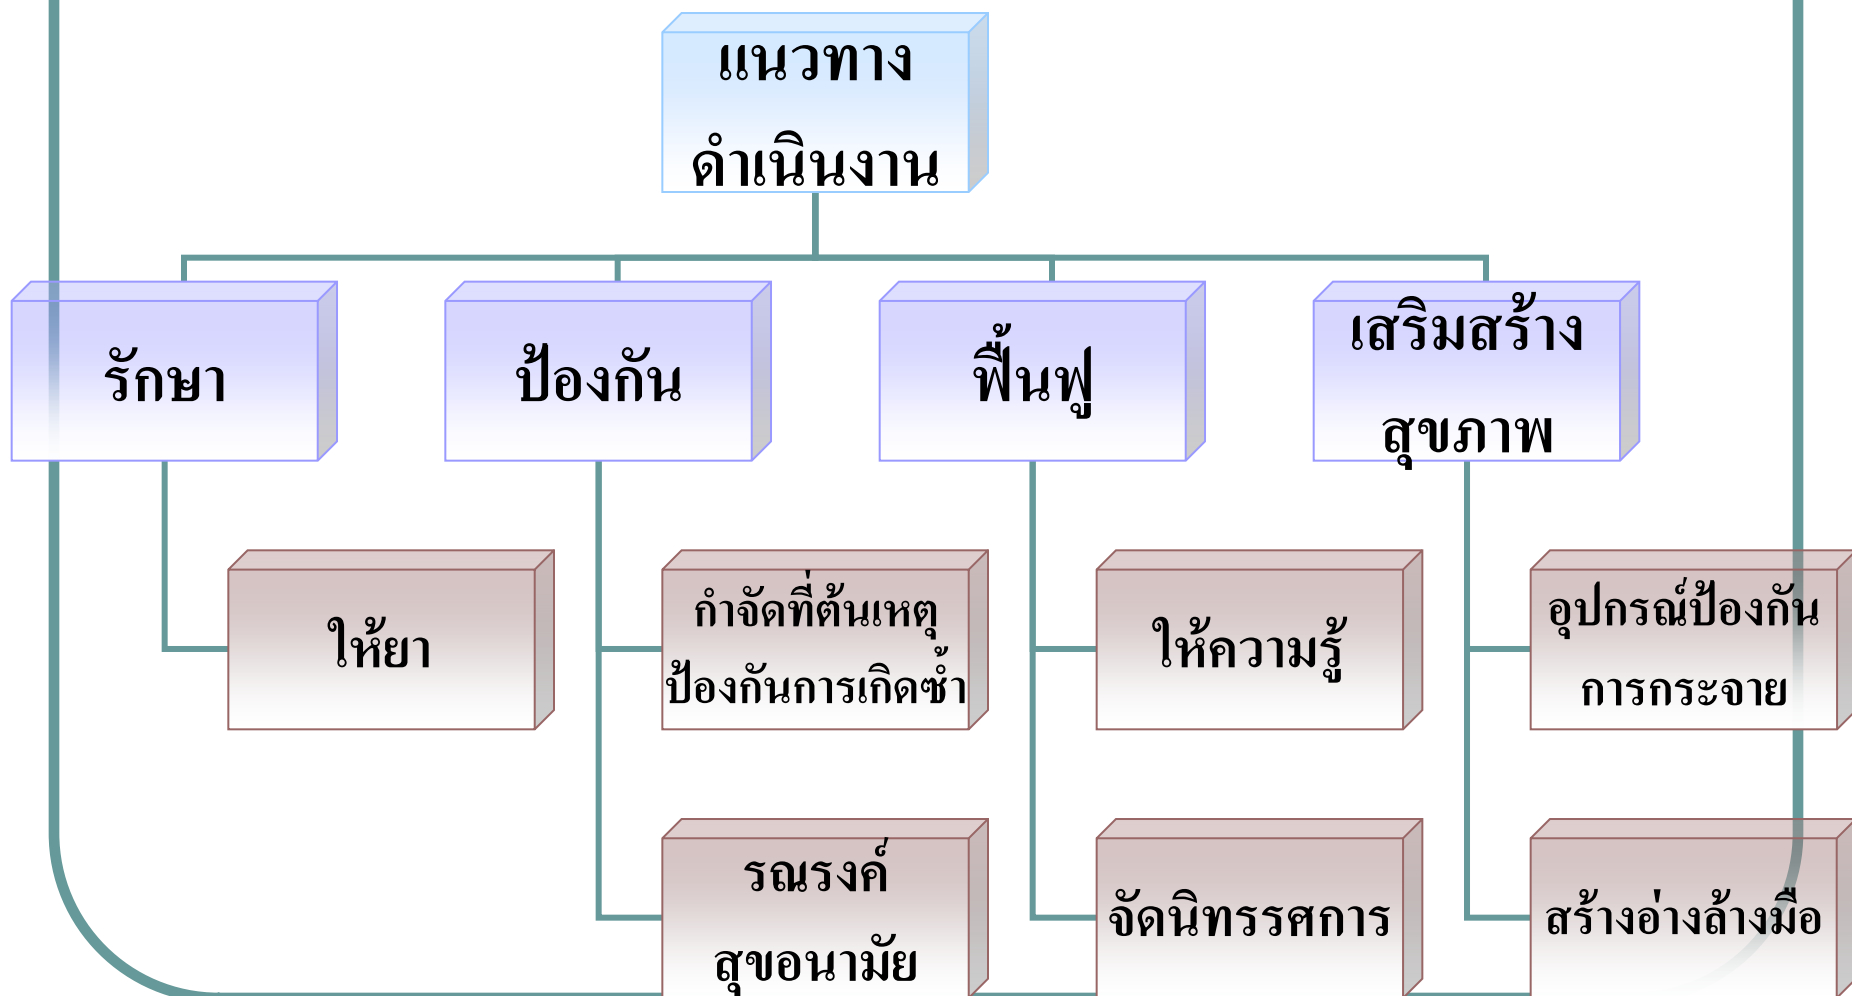 แนวทาง
ดำเนินงาน
รักษา
ป้องกัน
ฟื้นฟู
เสริมสร้าง
สุขภาพ
ให้ยา
กำจัดที่ต้นเหตุ
ป้องกันการเกิดซ้ำ
ให้ความรู้
อุปกรณ์ป้องกัน
การกระจาย
รณรงค์
สุขอนามัย
จัดนิทรรศการ
สร้างอ่างล้างมือ